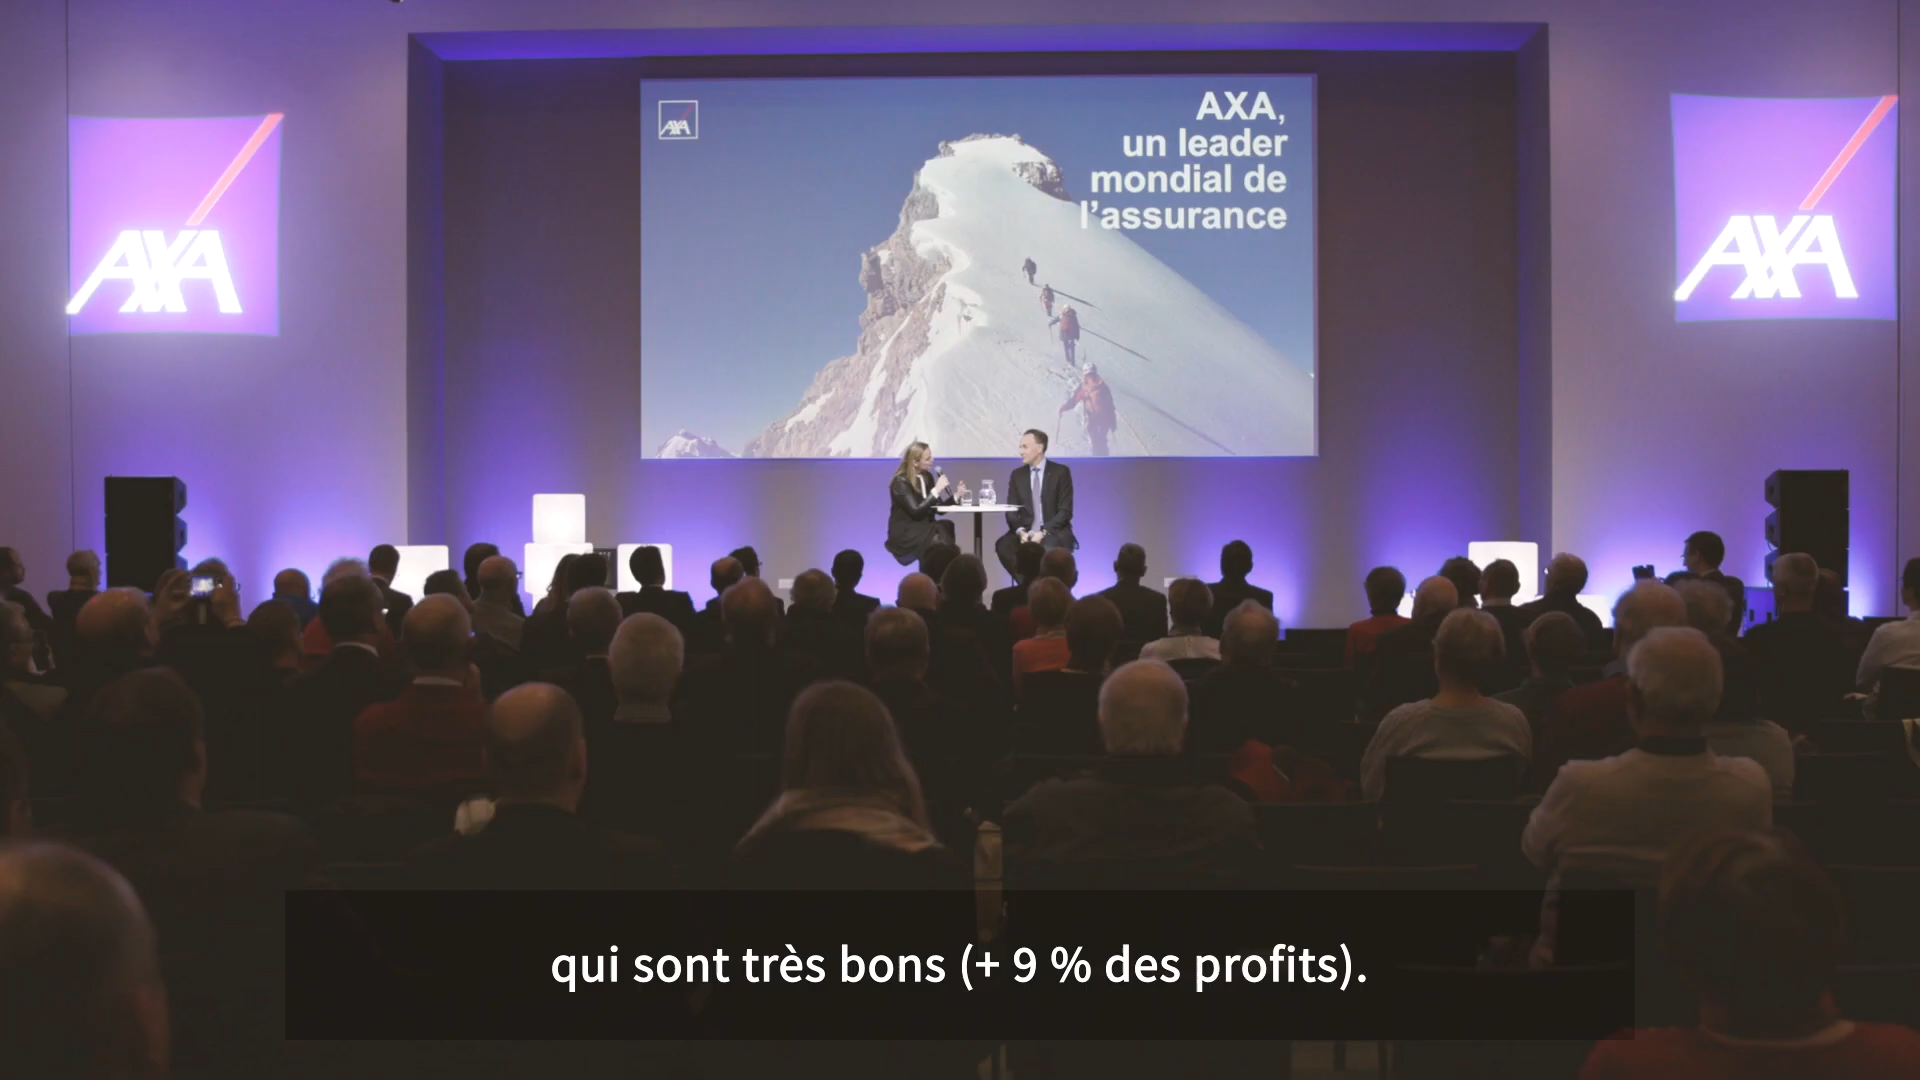 AXA
AXA
AXA,
un leader
mondial de
l'assurance
AXA
qui sont très bons (+ 9 % des profits).